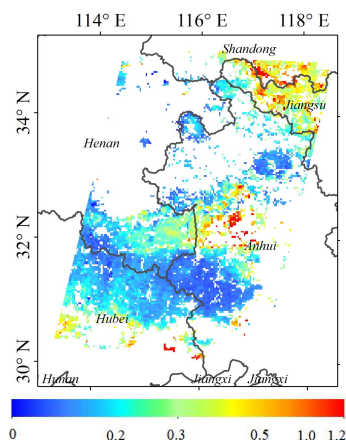 114° E 116° E 118° E
Shandong
34° N
Jiangsu
Henan
32° N
Anhui
Hubei
30° N
Hunan Jiangxi Jiangxi
0 0.2 0.3 0.5 1.0 1.2